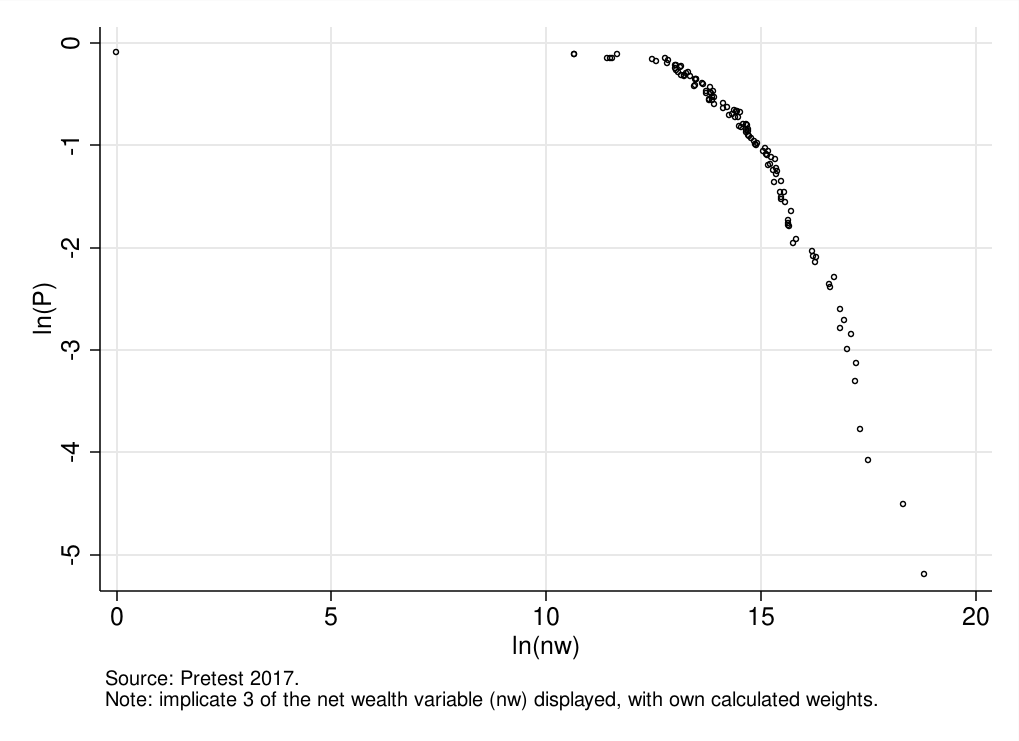 0
-1
-2
-3
-4
-5
ln(P)
0 5 10 15 20
ln(nw)
Source: Pretest 2017.
Note: implicate 3 of the net wealth variable (nw) displayed, with own calculated weights.